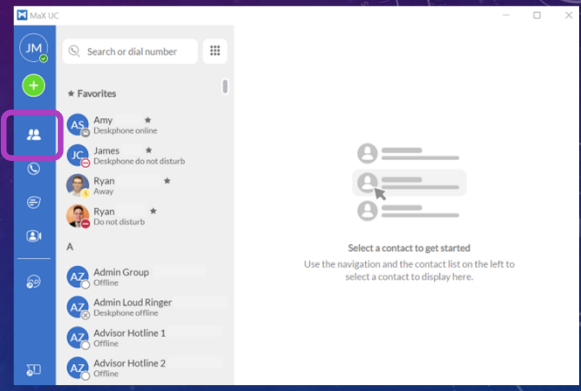 MaX UC
JM
Search or dial number
★ Favorites
AS
Amy ★
Deskphone online
JC
James ★
Deskphone do not disturb
Ryan ★
Away
Ryan ★
Do not disturb
A
AZ
Admin Group
Offline
AZ
Admin Loud Ringer
Deskphone offline
AZ
Advisor Hotline 1
Offline
AZ
Advisor Hotline 2
Offline
Select a contact to get started
Use the navigation and the contact list on the left to
select a contact to display here.